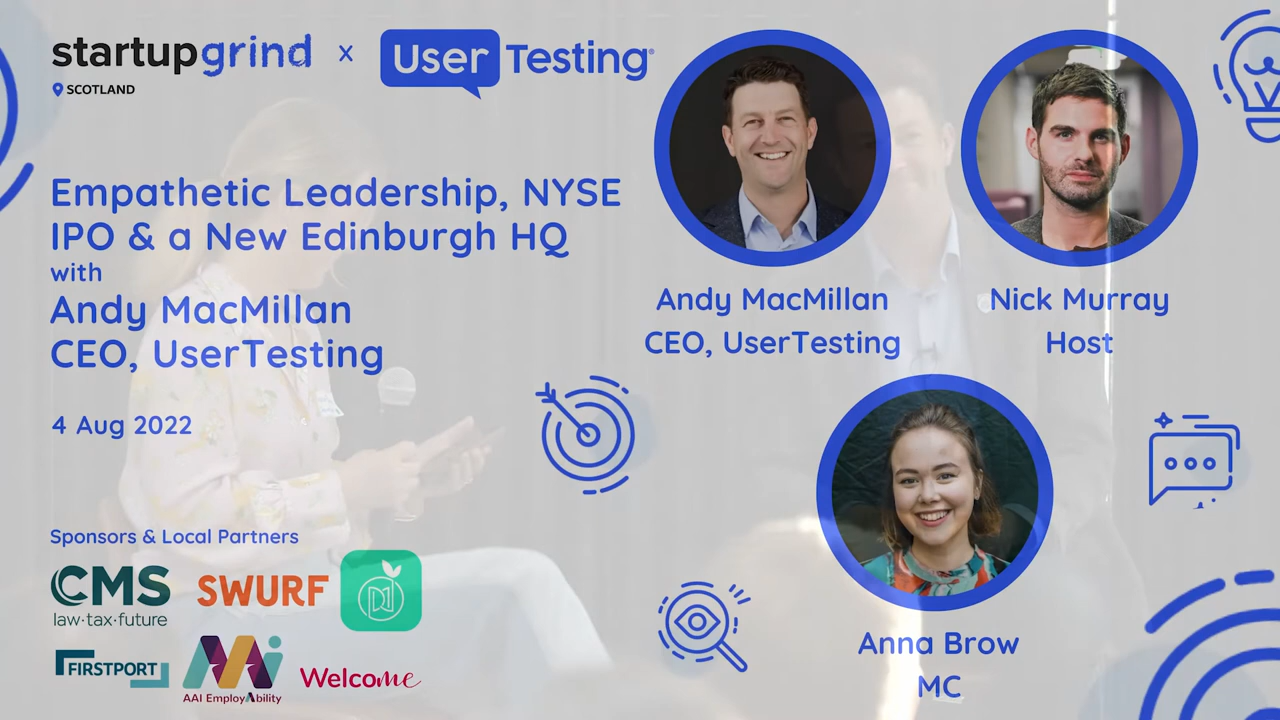 startupgrind x UserTesting®
SCOTLAND
Empathetic Leadership, NYSE
IPO & a New Edinburgh HQ
with
Andy MacMillan
CEO, UserTesting
4 Aug 2022
Andy MacMillan
CEO, UserTesting
Nick Murray
Host
Anna Brow
MC
Sponsors & Local Partners
CMS
law·tax·future
SWURF
FIRSTPORT
AAI EmployAbility
Welcome